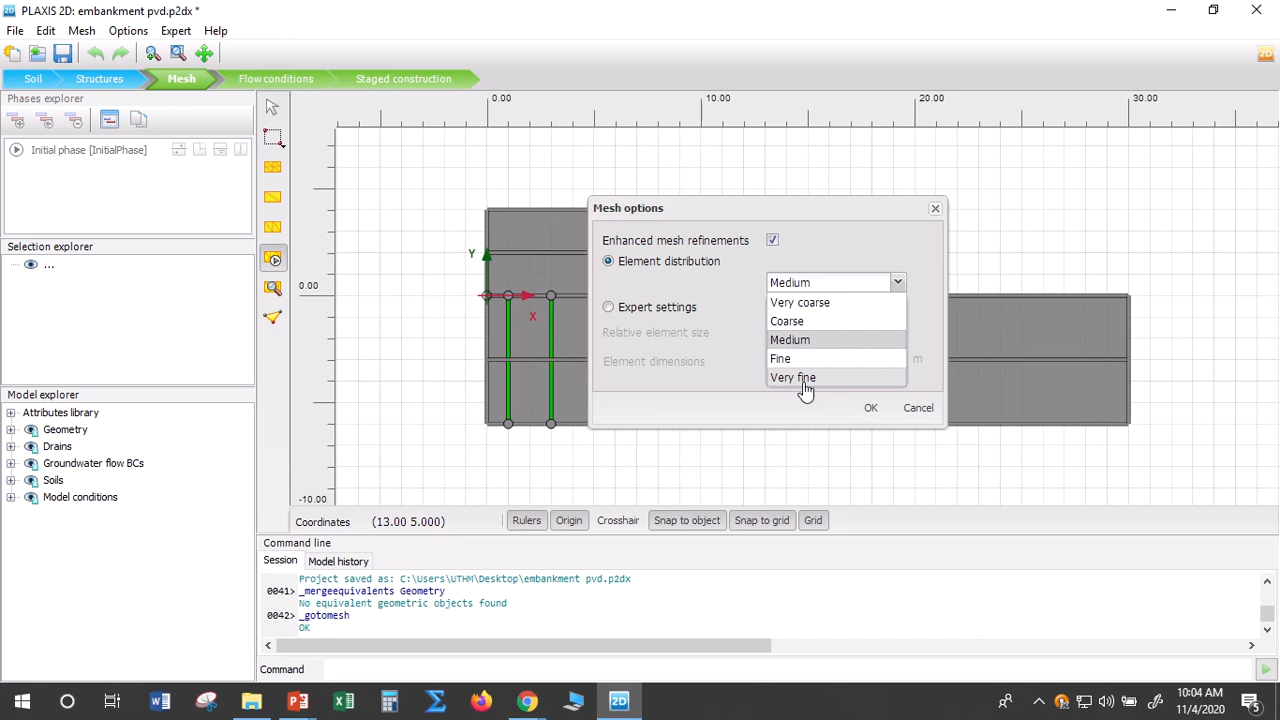 PLAXIS 2D: embankment pvd.p2dx *
File Edit Mesh Options Expert Help
Soil Structures Mesh Flow conditions Staged construction
Phases explorer
Initial phase [InitialPhase]
Selection explorer
...
Model explorer
Attributes library
Geometry
Drains
Groundwater flow BCs
Soils
Model conditions
0.00 10.00 20.00 30.00
0.00
-10.00
Y
X
Mesh options
Enhanced mesh refinements
Element distribution
Medium
Very coarse
Coarse
Medium
Fine
Very fine
Expert settings
Relative element size
Element dimensions m
OK Cancel
Coordinates (13.00 5.000) Rulers Origin Crosshair Snap to object Snap to grid Grid
Command line
Session Model history
Project saved as: C:\Users\UTHM\Desktop\embankment pvd.p2dx
0041> _mergeequivalents Geometry
No equivalent geometric objects found
0042> _gotomesh
OK
Command
2D
10:04 AM
11/4/2020
5